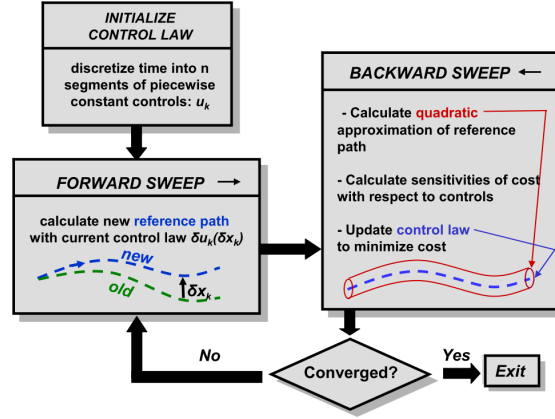 INITIALIZE
CONTROL LAW
discretize time into n
segments of piecewise
constant controls: uk
FORWARD SWEEP
calculate new reference path
with current control law δuk(δxk)
new
old
δxk
BACKWARD SWEEP
- Calculate quadratic
approximation of reference
path
- Calculate sensitivities of cost
with respect to controls
- Update control law
to minimize cost
Converged?
No
Yes
Exit